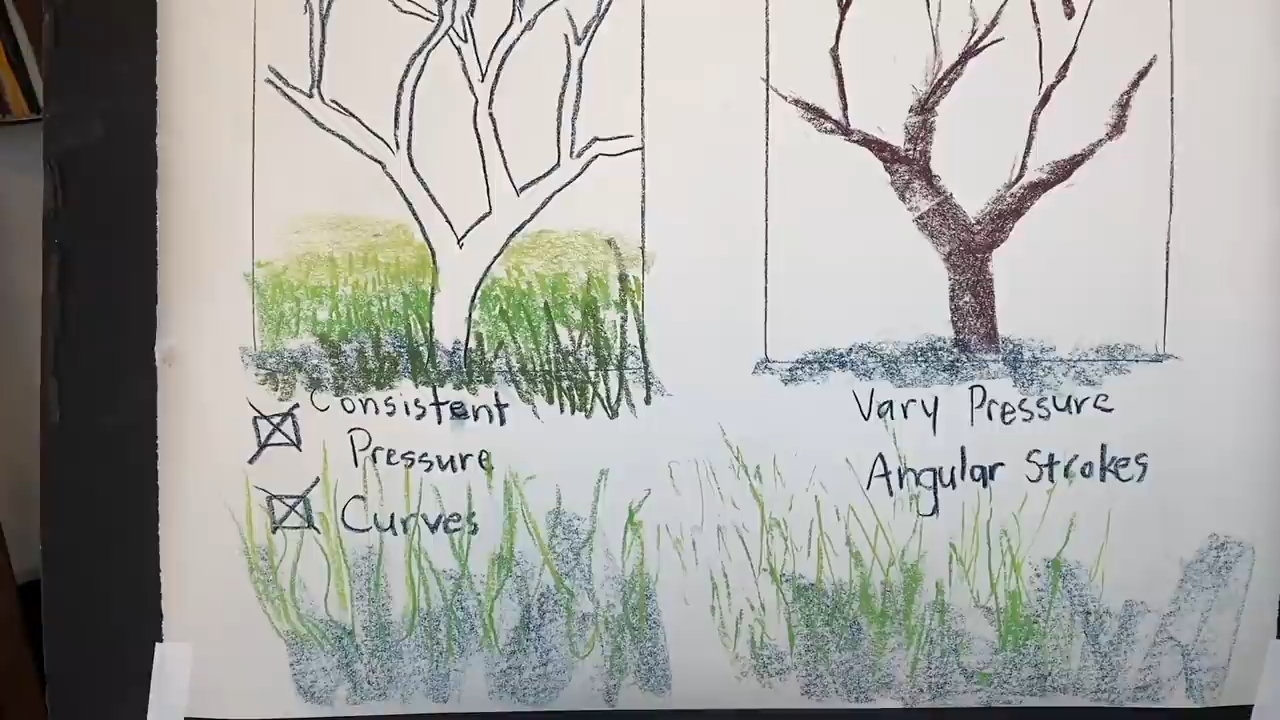 Consistent
Pressure
Curves
Vary Pressure
Angular Strokes